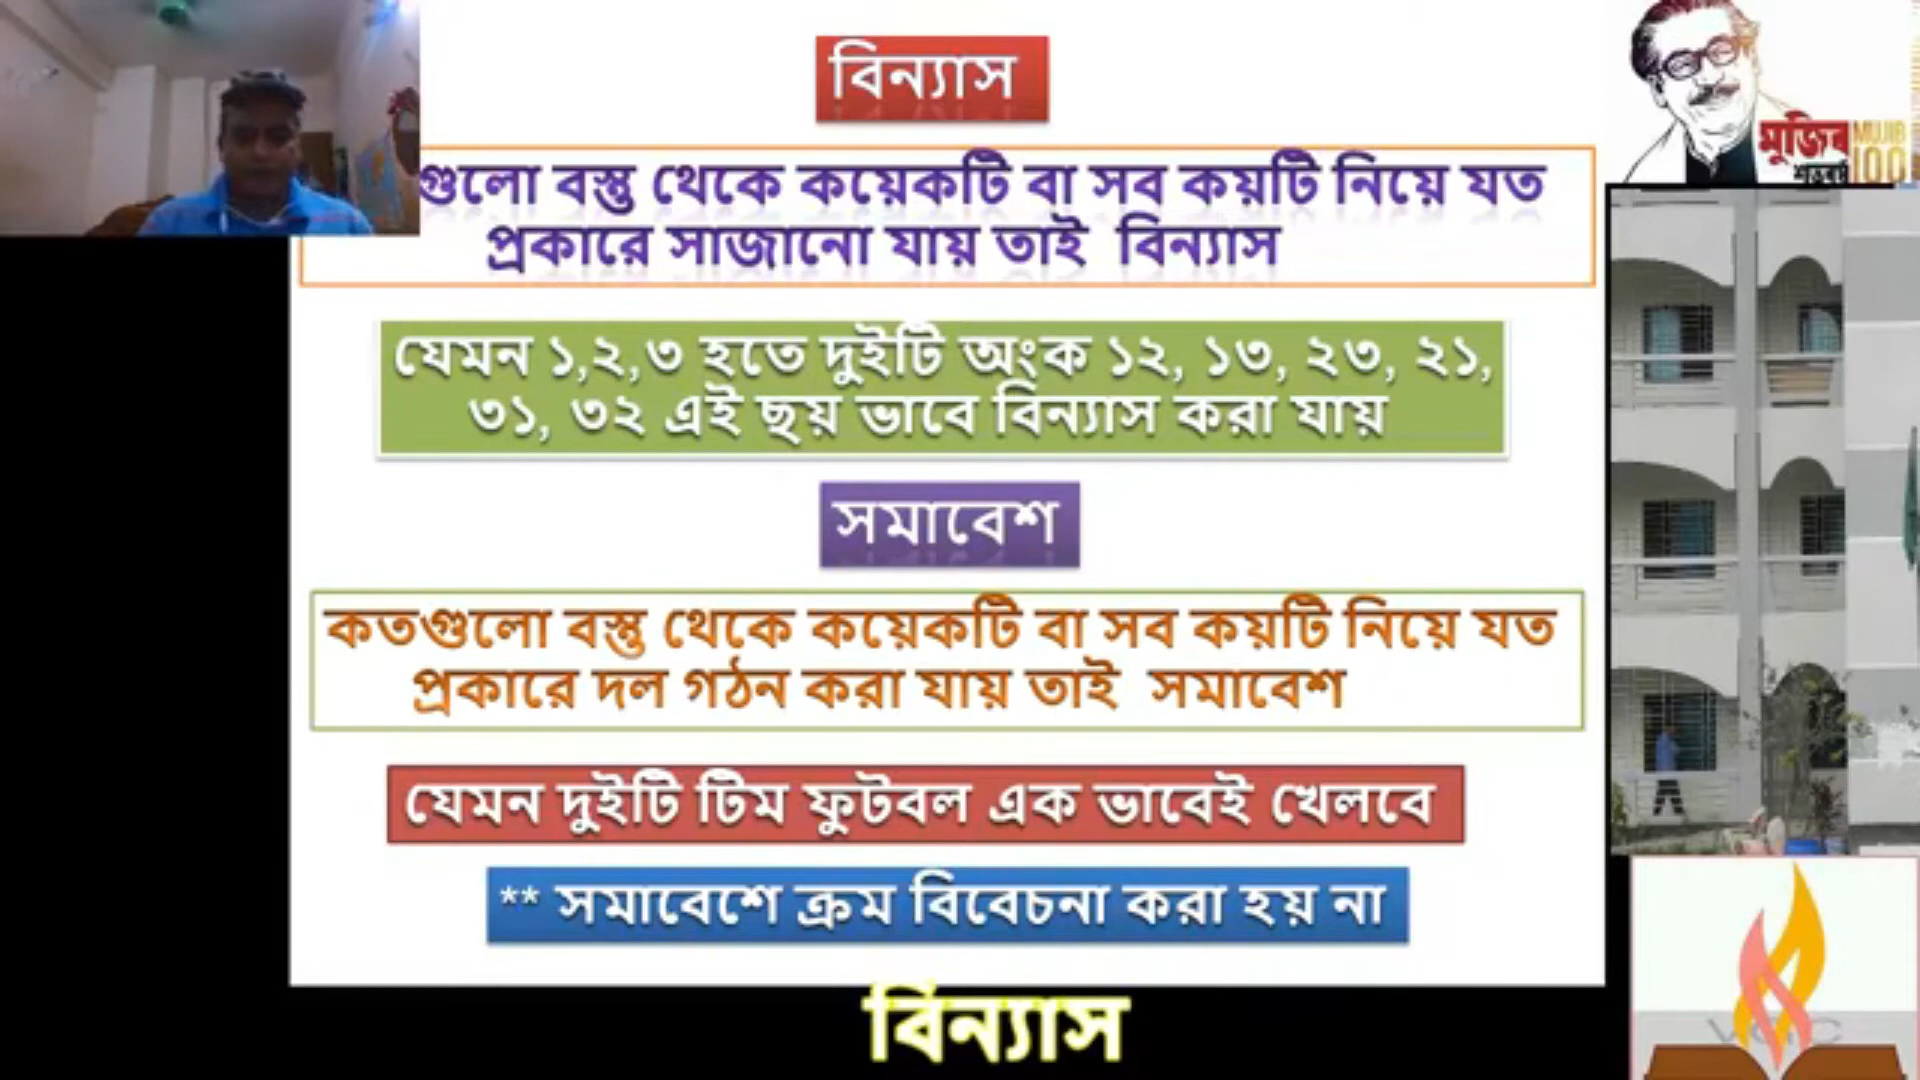 বিন্যাস
গুলো বস্তু থেকে কয়েকটি বা সব কয়টি নিয়ে যত
প্রকারে সাজানো যায় তাই বিন্যাস
যেমন ১,২,৩ হতে দুইটি অংক ১২, ১৩, ২৩, ২১,
৩১, ৩২ এই ছয় ভাবে বিন্যাস করা যায়
সমাবেশ
কতগুলো বস্তু থেকে কয়েকটি বা সব কয়টি নিয়ে যত
প্রকারে দল গঠন করা যায় তাই সমাবেশ
যেমন দুইটি টিম ফুটবল এক ভাবেই খেলবে
** সমাবেশে ক্রম বিবেচনা করা হয় না
বিন্যাস
মুজিব MUJIB
শতবর্ষ 100